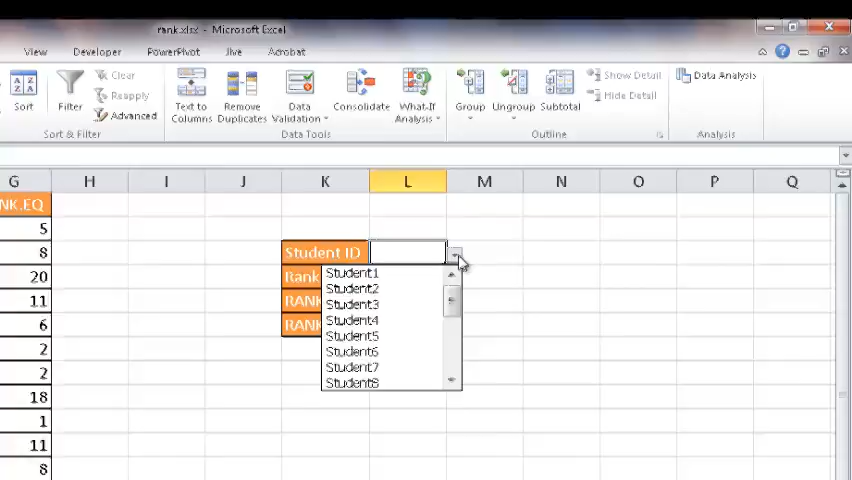 rank.xlsx - Microsoft Excel
View Developer PowerPivot Jive Acrobat
Sort Filter Clear Reapply Advanced
Text to Columns Remove Duplicates Data Validation Consolidate What-If Analysis
Group Ungroup Subtotal Show Detail Hide Detail
Data Analysis
Sort & Filter Data Tools Outline Analysis
G H I J K L M N O P Q
NK.EQ
5
8 Student ID
20 Rank Student1
Student2
11 RANK Student3
6 RANK Student4
2 Student5
Student6
2 Student7
18 Student8
1
11
8